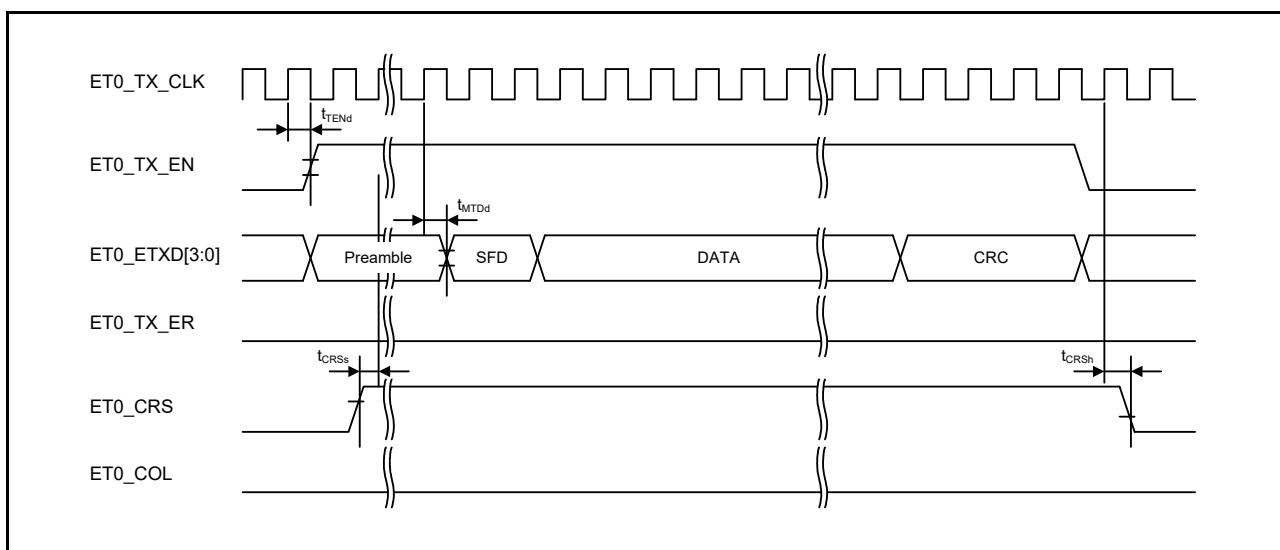 ET0_TX_CLK
tTENd
ET0_TX_EN
tMTDd
ET0_ETXD[3:0]
Preamble
SFD
DATA
CRC
ET0_TX_ER
tCRSs
tCRSh
ET0_CRS
ET0_COL